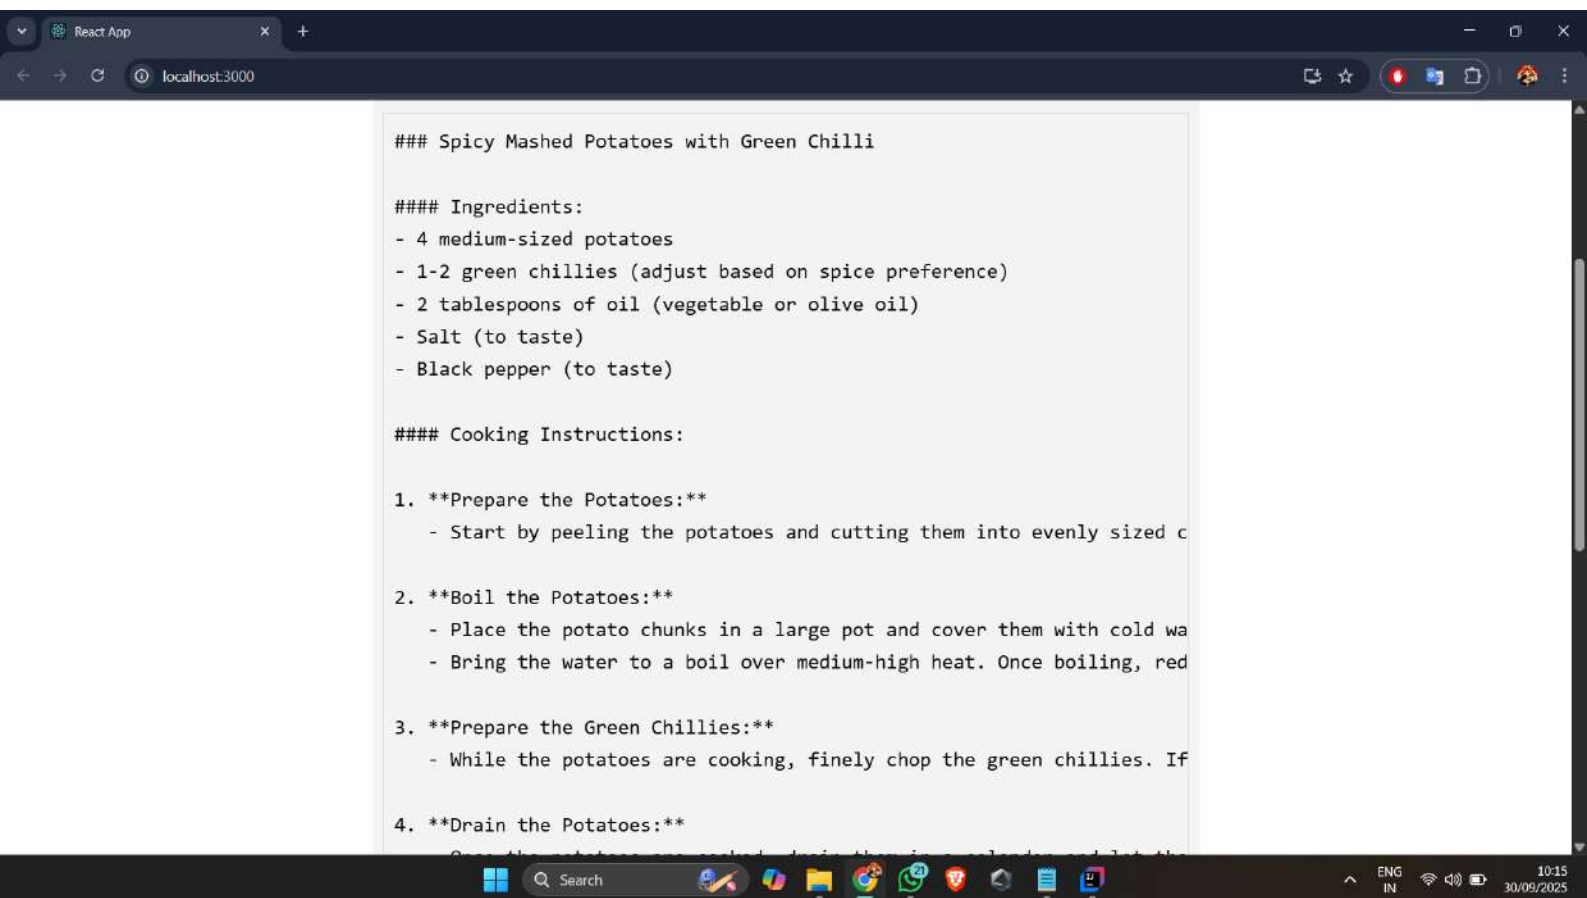 React App
localhost:3000
### Spicy Mashed Potatoes with Green Chilli
#### Ingredients:
- 4 medium-sized potatoes
- 1-2 green chillies (adjust based on spice preference)
- 2 tablespoons of oil (vegetable or olive oil)
- Salt (to taste)
- Black pepper (to taste)
#### Cooking Instructions:
1. **Prepare the Potatoes:**
- Start by peeling the potatoes and cutting them into evenly sized c
2. **Boil the Potatoes:**
- Place the potato chunks in a large pot and cover them with cold wa
- Bring the water to a boil over medium-high heat. Once boiling, red
3. **Prepare the Green Chillies:**
- While the potatoes are cooking, finely chop the green chillies. If
4. **Drain the Potatoes:**
Search
21
ENG
IN
10:15
30/09/2025